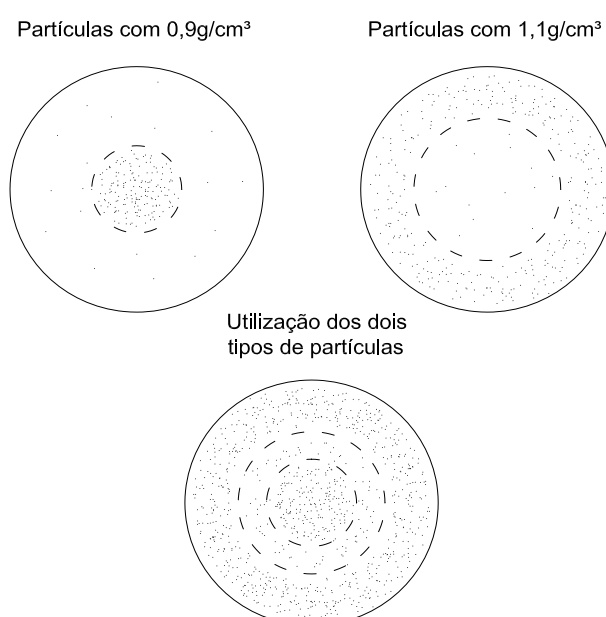 Partículas com 0,9g/cm³
Partículas com 1,1g/cm³
Utilização dos dois
tipos de partículas